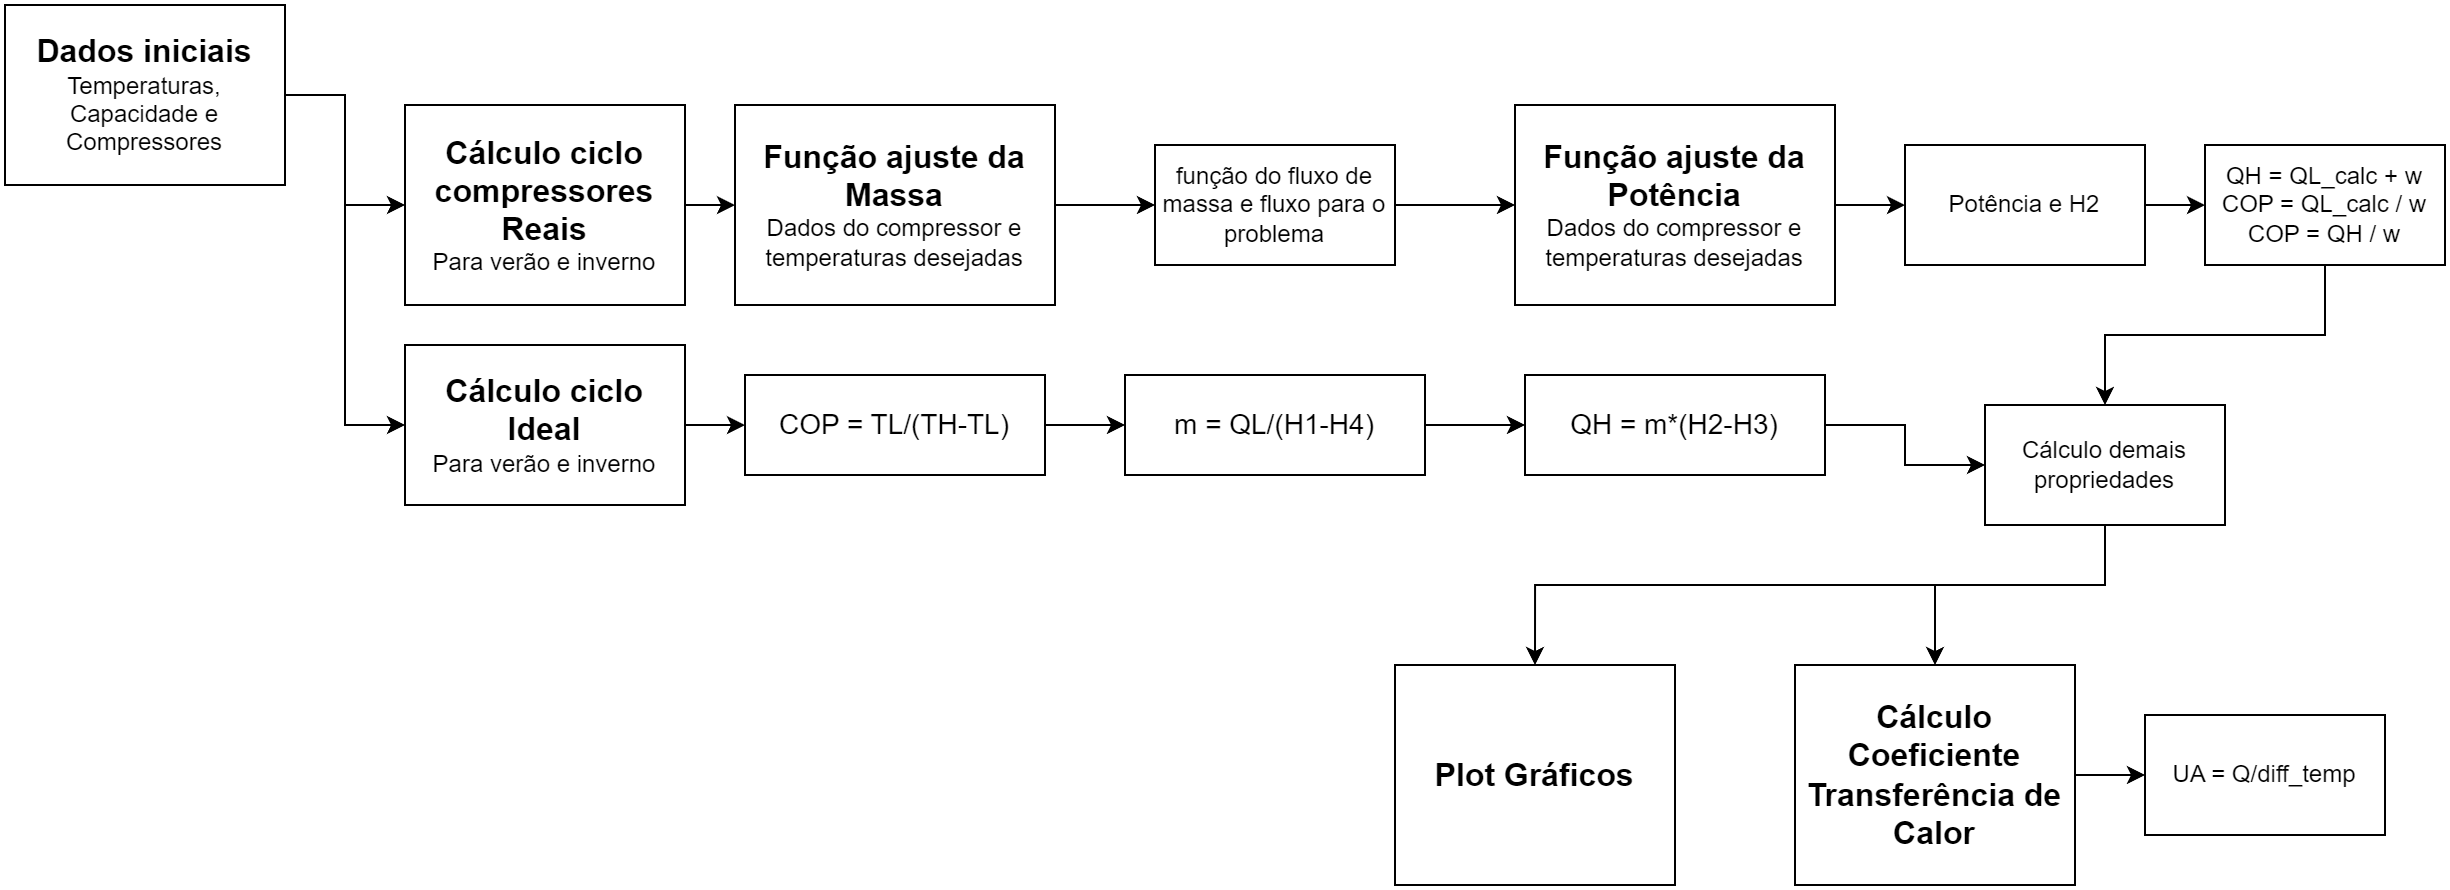 Dados iniciais
Temperaturas,
Capacidade e
Compressores
Cálculo ciclo
compressores
Reais
Para verão e inverno
Função ajuste da
Massa
Dados do compressor e
temperaturas desejadas
função do fluxo de
massa e fluxo para o
problema
Função ajuste da
Potência
Dados do compressor e
temperaturas desejadas
Potência e H2
QH = QL_calc + w
COP = QL_calc / w
COP = QH / w
Cálculo ciclo
Ideal
Para verão e inverno
COP = TL/(TH-TL)
m = QL/(H1-H4)
QH = m*(H2-H3)
Cálculo demais
propriedades
Plot Gráficos
Cálculo
Coeficiente
Transferência de
Calor
UA = Q/diff_temp